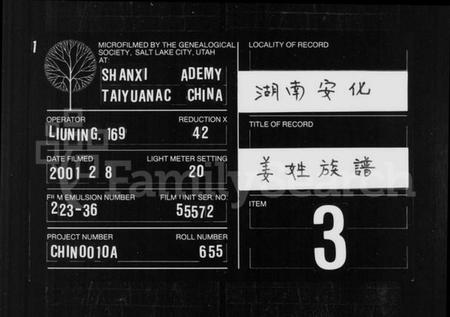 1
MICROFILMED BY THE GENEALOGICAL
SOCIETY, SALT LAKE CITY, UTAH
AT:
SHANXI ADEMY
TAIYUANAC CHINA
OPERATOR REDUCTION X
LIUNING,169 42
DATE FILMED LIGHT METER SETTING
2001 2 8 20
FILM EMULSION NUMBER FILM UNIT SER. NO.
223-36 55572
PROJECT NUMBER ROLL NUMBER
CHIN0010A 655
LOCALITY OF RECORD
湖南安化
TITLE OF RECORD
姜姓族譜
ITEM
3
FamilySearch